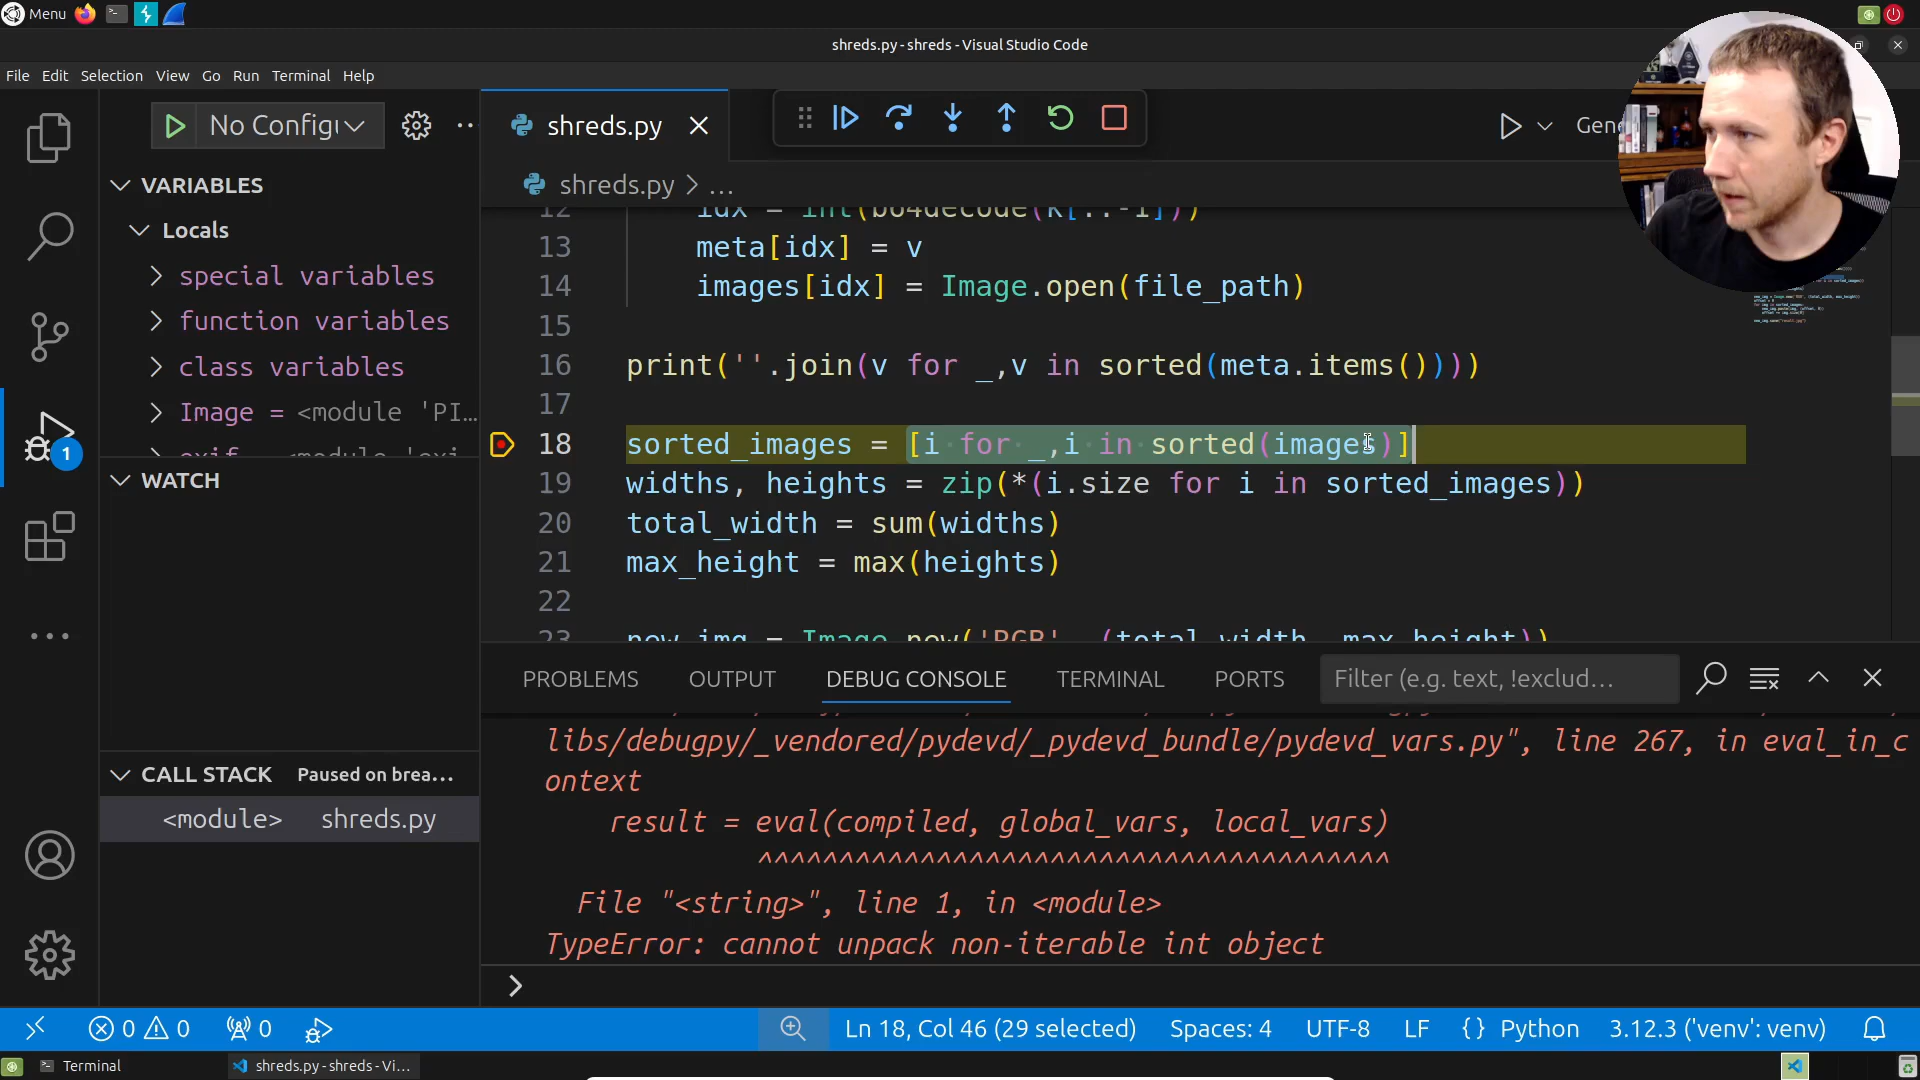 Menu
shreds.py - shreds - Visual Studio Code
File Edit Selection View Go Run Terminal Help
No Config
shreds.py
VARIABLES
Locals
special variables
function variables
class variables
Image = <module 'PI...
WATCH
CALL STACK Paused on brea...
<module> shreds.py
1
shreds.py > ...
13 meta[idx] = v
14 images[idx] = Image.open(file_path)
15
16 print(''.join(v for _,v in sorted(meta.items())))
17
18 sorted_images = [i for _,i in sorted(images)]
19 widths, heights = zip(*(i.size for i in sorted_images))
20 total_width = sum(widths)
21 max_height = max(heights)
22
23 new_img = Image.new('RGB', (total_width, max_height))
PROBLEMS OUTPUT DEBUG CONSOLE TERMINAL PORTS Filter (e.g. text, !exclud...
libs/debugpy/_vendored/pydevd/_pydevd_bundle/pydevd_vars.py", line 267, in eval_in_c
ontext
result = eval(compiled, global_vars, local_vars)
^^^^^^^^^^^^^^^^^^^^^^^^^^^^^^^^^^^^^^^
File "<string>", line 1, in <module>
TypeError: cannot unpack non-iterable int object
>
0 0 0 Ln 18, Col 46 (29 selected) Spaces: 4 UTF-8 LF {} Python 3.12.3 ('venv': venv)
Terminal shreds.py - shreds - Vi...